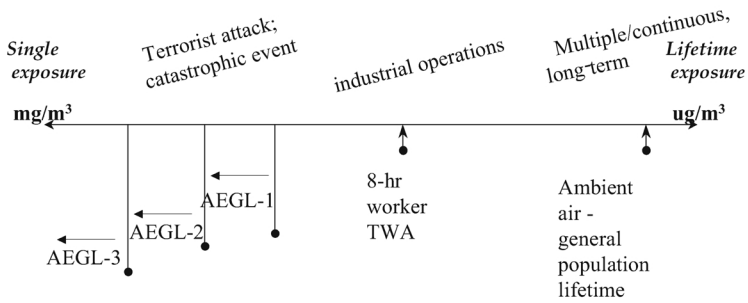 Single
exposure
mg/m³
Terrorist attack;
catastrophic event
industrial operations
Multiple/continuous,
long-term
Lifetime
exposure
ug/m³
AEGL-1
AEGL-2
AEGL-3
8-hr
worker
TWA
Ambient
air -
general
population
lifetime